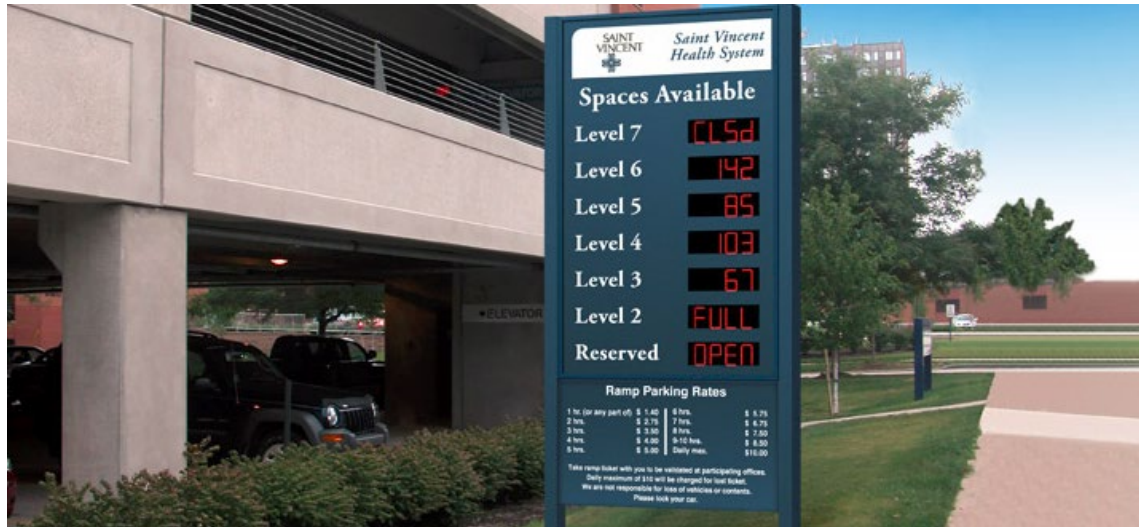 SAINT
VINCENT
Saint Vincent
Health System
Spaces Available
Level 7 CLSd
Level 6 142
Level 5 85
Level 4 103
Level 3 67
Level 2 FULL
Reserved OPEN
ELEVATOR
Ramp Parking Rates
1 hr. (or any part of) $ 1.40 6 hrs. $ 5.75
2 hrs. $ 2.75 7 hrs. $ 6.75
3 hrs. $ 3.50 8 hrs. $ 7.50
4 hrs. $ 4.00 9-10 hrs. $ 8.50
5 hrs. $ 5.00 Daily max. $10.00
Take ramp ticket with you to be validated at participating offices.
Daily maximum of $10 will be charged for lost ticket.
We are not responsible for loss of vehicles or contents.
Please lock your car.